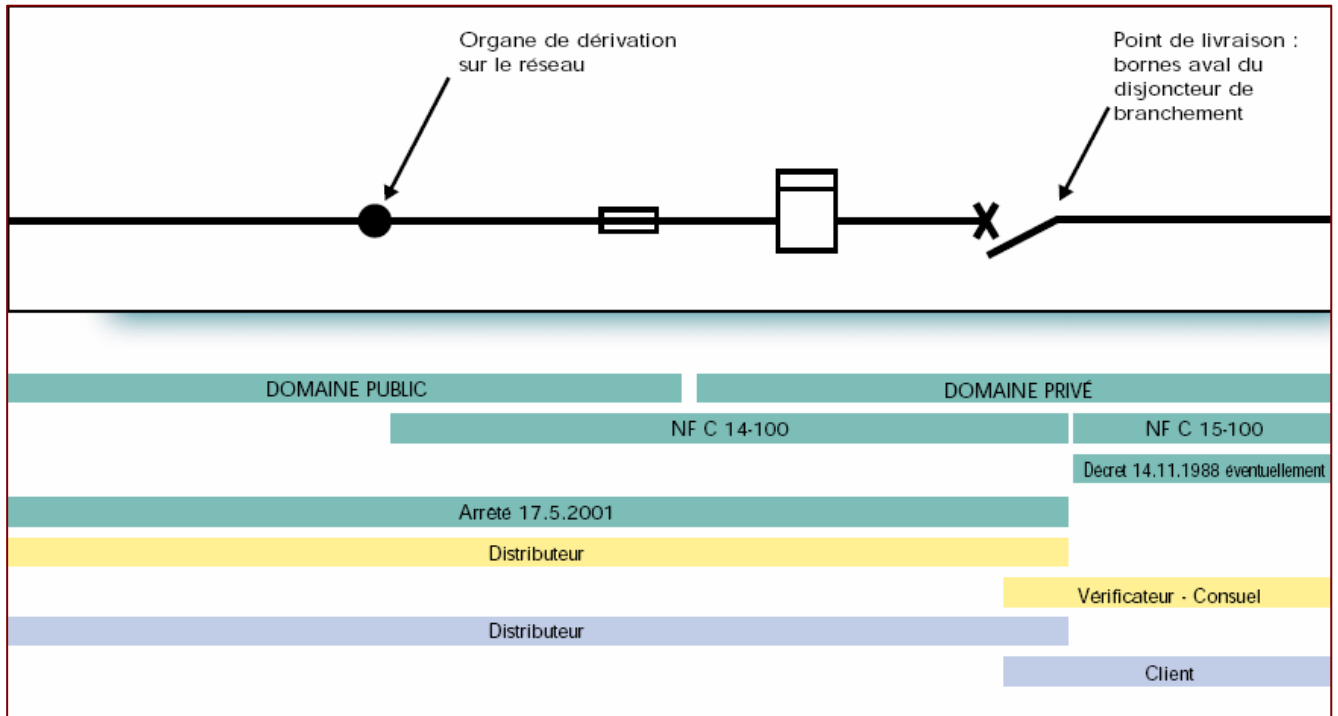 Organe de dérivation
sur le réseau
Point de livraison :
bornes aval du
disjoncteur de
branchement
DOMAINE PUBLIC
DOMAINE PRIVÉ
NF C 14-100
NF C 15-100
Décret 14.11.1988 éventuellement
Arrêté 17.5.2001
Distributeur
Vérificateur - Consuel
Distributeur
Client